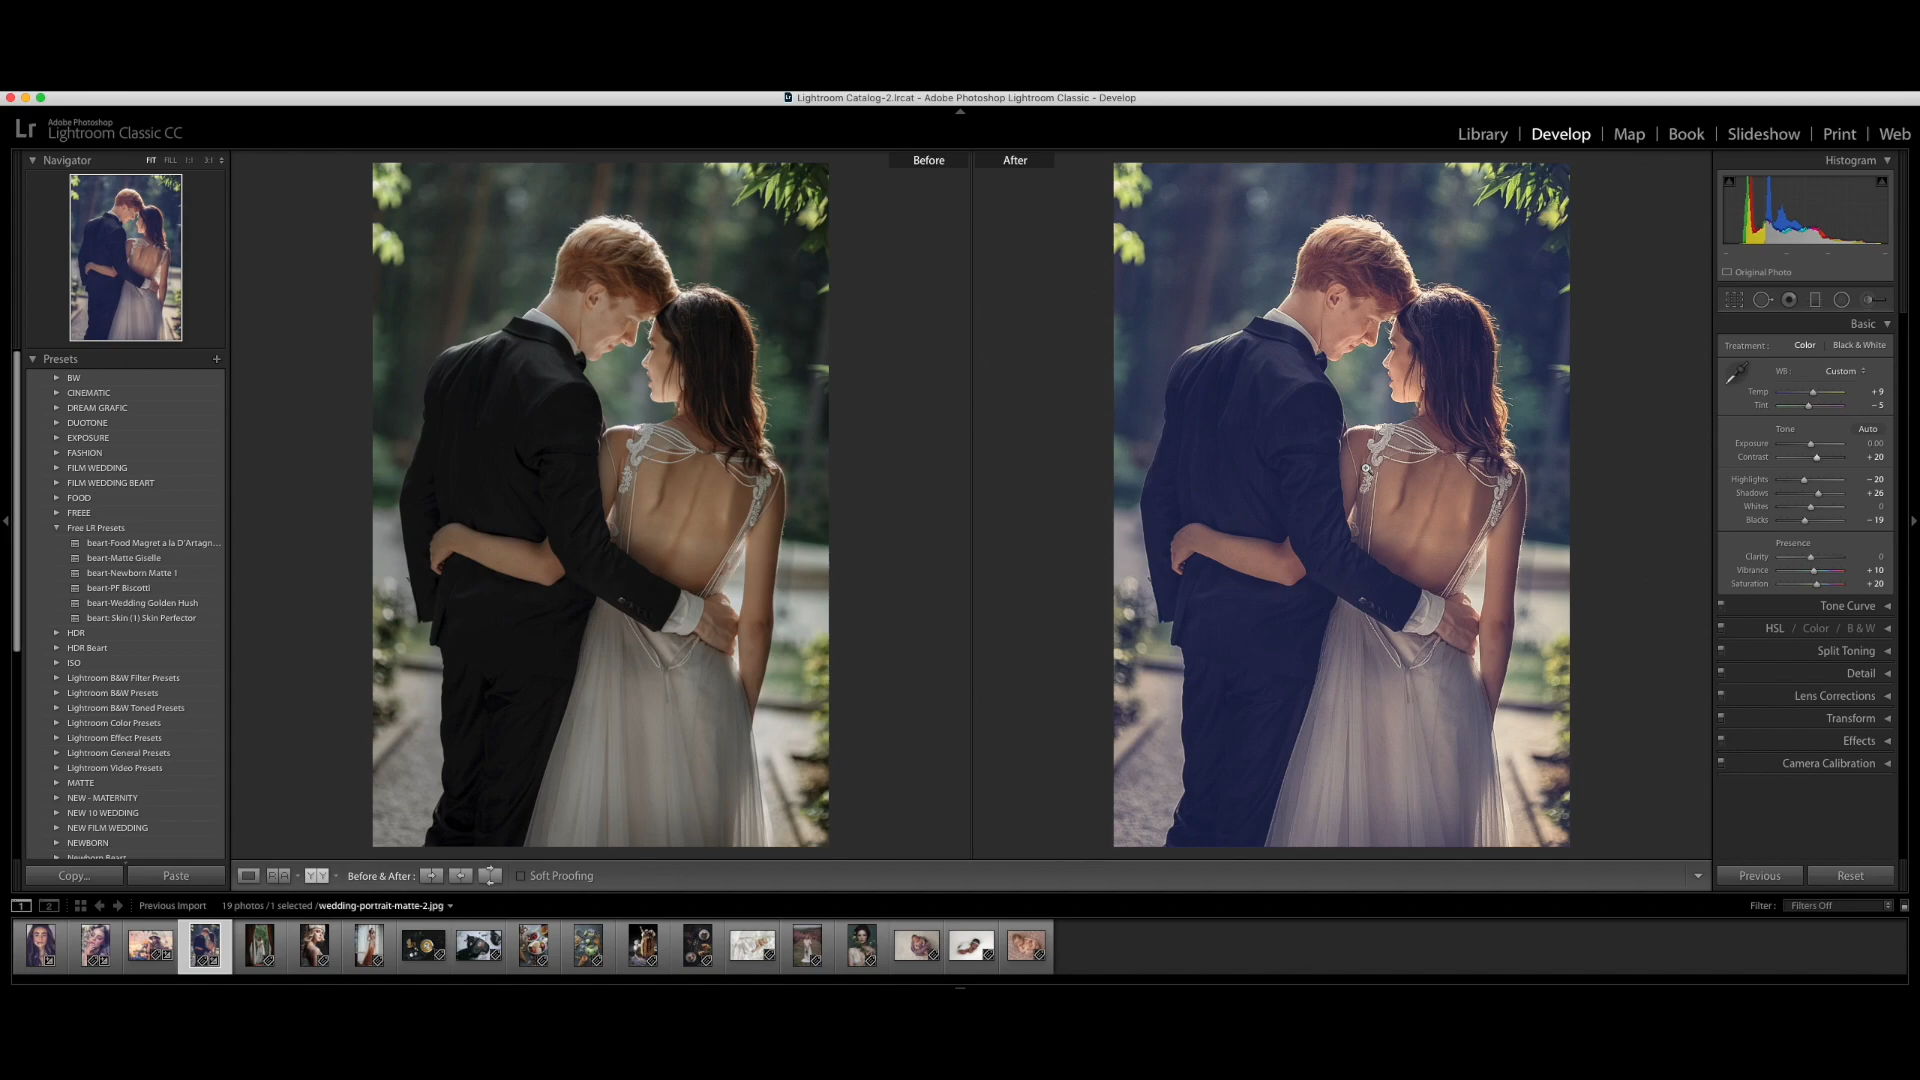 Lightroom Catalog-2.lrcat - Adobe Photoshop Lightroom Classic - Develop
Lr Adobe Photoshop
Lightroom Classic CC
Library | Develop | Map | Book | Slideshow | Print | Web
Navigator FIT FILL 1:1 3:1
Before After
Histogram
Original Photo
Basic
Treatment : Color Black & White
WB : Custom
Temp + 9
Tint − 5
Tone Auto
Exposure 0.00
Contrast + 20
Highlights − 20
Shadows + 26
Whites 0
Blacks − 19
Presence
Clarity 0
Vibrance + 10
Saturation + 20
Tone Curve
HSL / Color / B & W
Split Toning
Detail
Lens Corrections
Transform
Effects
Camera Calibration
Previous Reset
Presets
BW
CINEMATIC
DREAM GRAFIC
DUOTONE
EXPOSURE
FASHION
FILM WEDDING
FILM WEDDING BEART
FOOD
FREEE
Free LR Presets
beart-Food Magret a la D'Artagn...
beart-Matte Giselle
beart-Newborn Matte 1
beart-PF Biscotti
beart-Wedding Golden Hush
beart: Skin (1) Skin Perfector
HDR
HDR Beart
ISO
Lightroom B&W Filter Presets
Lightroom B&W Presets
Lightroom B&W Toned Presets
Lightroom Color Presets
Lightroom Effect Presets
Lightroom General Presets
Lightroom Video Presets
MATTE
NEW - MATERNITY
NEW 10 WEDDING
NEW FILM WEDDING
NEWBORN
Newborn Beart
Copy... Paste
R A Y Y Before & After : Soft Proofing
1 2 Previous Import 19 photos / 1 selected / wedding-portrait-matte-2.jpg
Filter : Filters Off